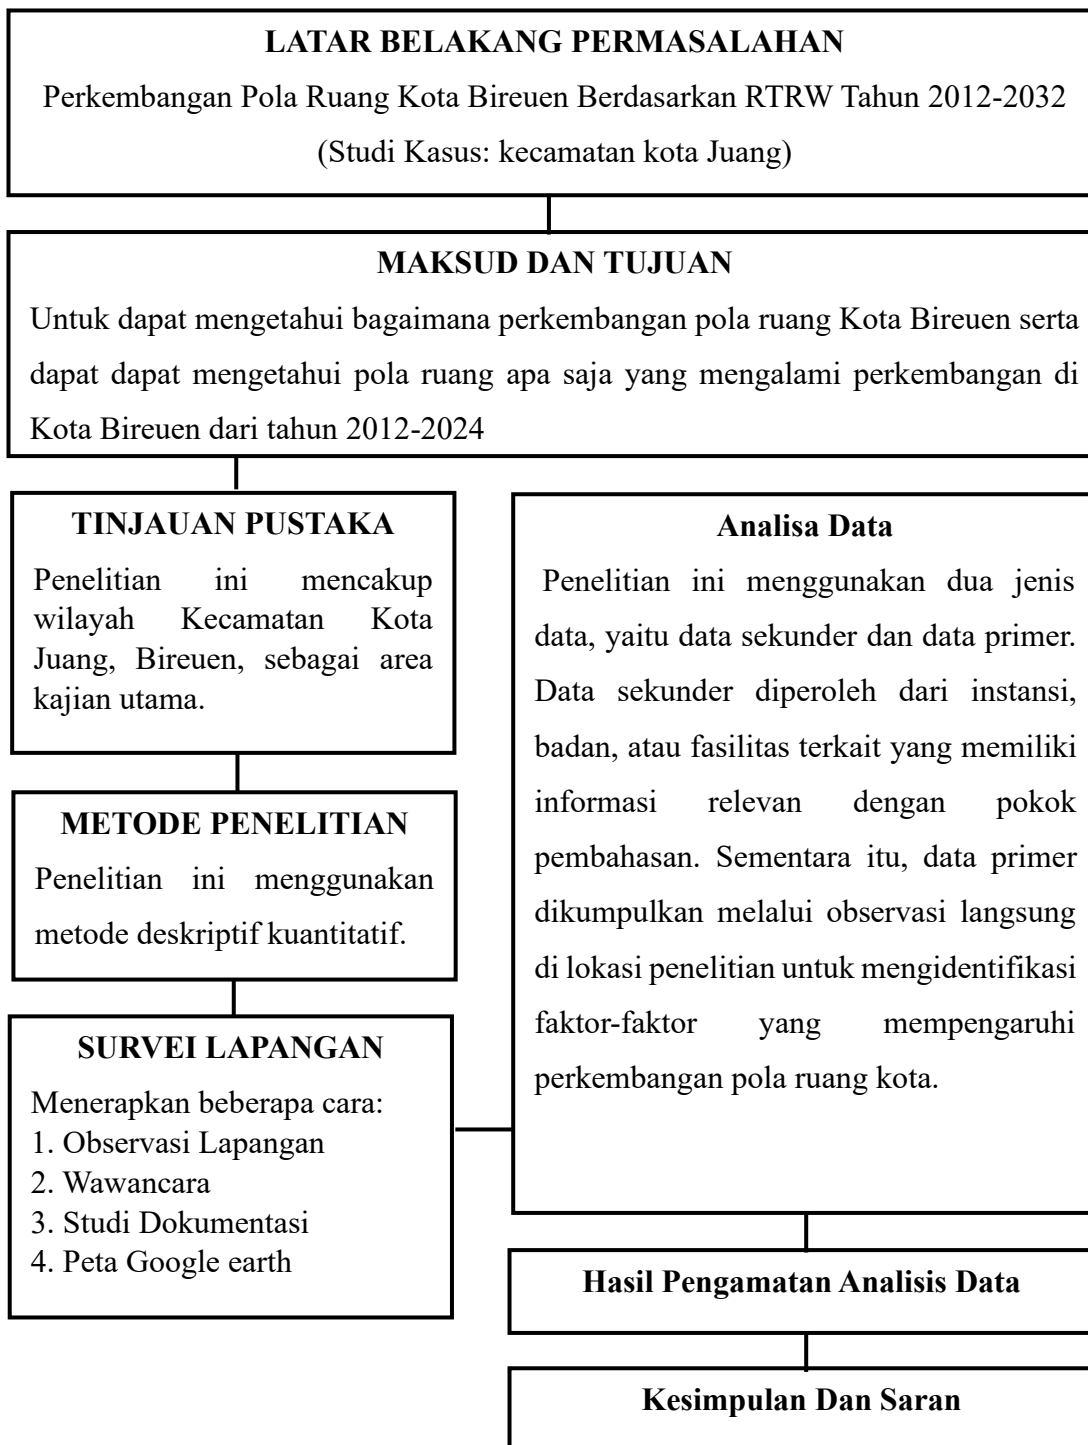 LATAR BELAKANG PERMASALAHAN
Perkembangan Pola Ruang Kota Bireuen Berdasarkan RTRW Tahun 2012-2032
(Studi Kasus: kecamatan kota Juang)
MAKSUD DAN TUJUAN
Untuk dapat mengetahui bagaimana perkembangan pola ruang Kota Bireuen serta
dapat dapat mengetahui pola ruang apa saja yang mengalami perkembangan di
Kota Bireuen dari tahun 2012-2024
TINJAUAN PUSTAKA
Penelitian ini mencakup
wilayah Kecamatan Kota
Juang, Bireuen, sebagai area
kajian utama.
METODE PENELITIAN
Penelitian ini menggunakan
metode deskriptif kuantitatif.
SURVEI LAPANGAN
Menerapkan beberapa cara:
1. Observasi Lapangan
2. Wawancara
3. Studi Dokumentasi
4. Peta Google earth
Analisa Data
Penelitian ini menggunakan dua jenis
data, yaitu data sekunder dan data primer.
Data sekunder diperoleh dari instansi,
badan, atau fasilitas terkait yang memiliki
informasi relevan dengan pokok
pembahasan. Sementara itu, data primer
dikumpulkan melalui observasi langsung
di lokasi penelitian untuk mengidentifikasi
faktor-faktor yang mempengaruhi
perkembangan pola ruang kota.
Hasil Pengamatan Analisis Data
Kesimpulan Dan Saran